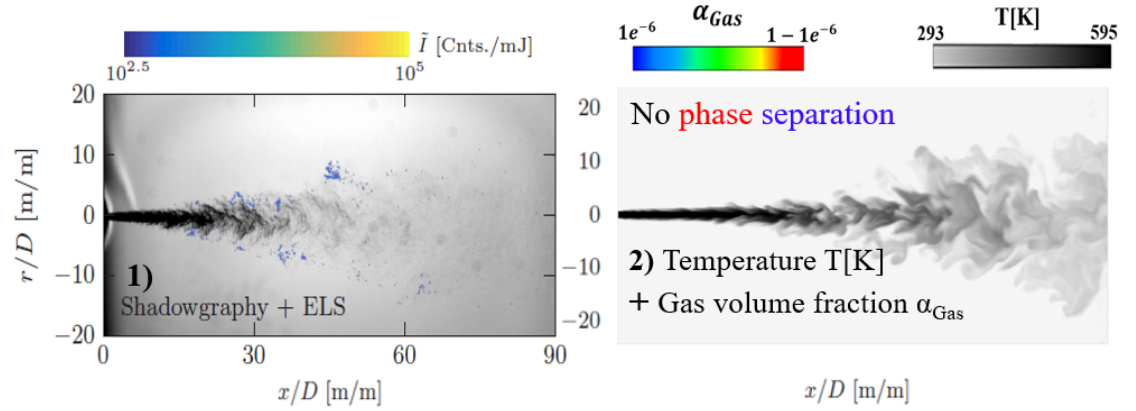 Ĩ [Cnts./mJ]
10^2.5 10^5
20
10
0
−10
−20
r/D [m/m]
1)
Shadowgraphy + ELS
0 30 60 90
x/D [m/m]
α_Gas
1e^-6 1 − 1e^-6
T[K]
293 595
20
10
0
−10
−20
No phase separation
2) Temperature T[K]
+ Gas volume fraction α_Gas
x/D [m/m]